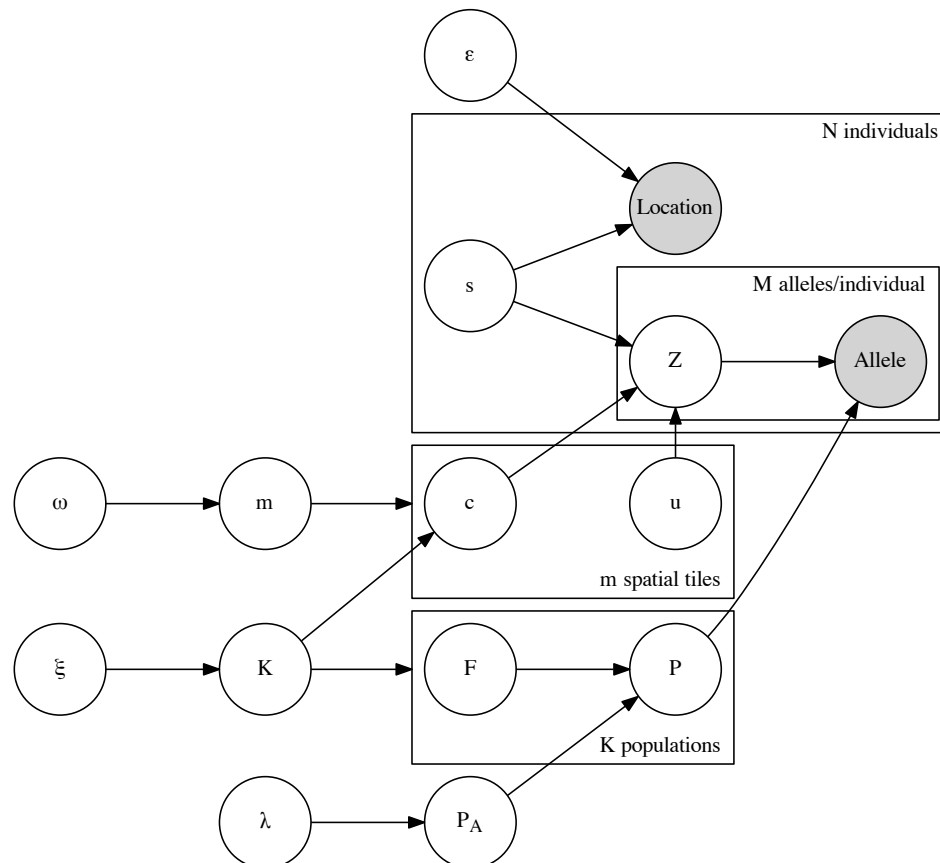 ε
N individuals
Location
s
M alleles/individual
Z
Allele
ω
m
c
u
m spatial tiles
ξ
K
F
P
K populations
λ
P_A